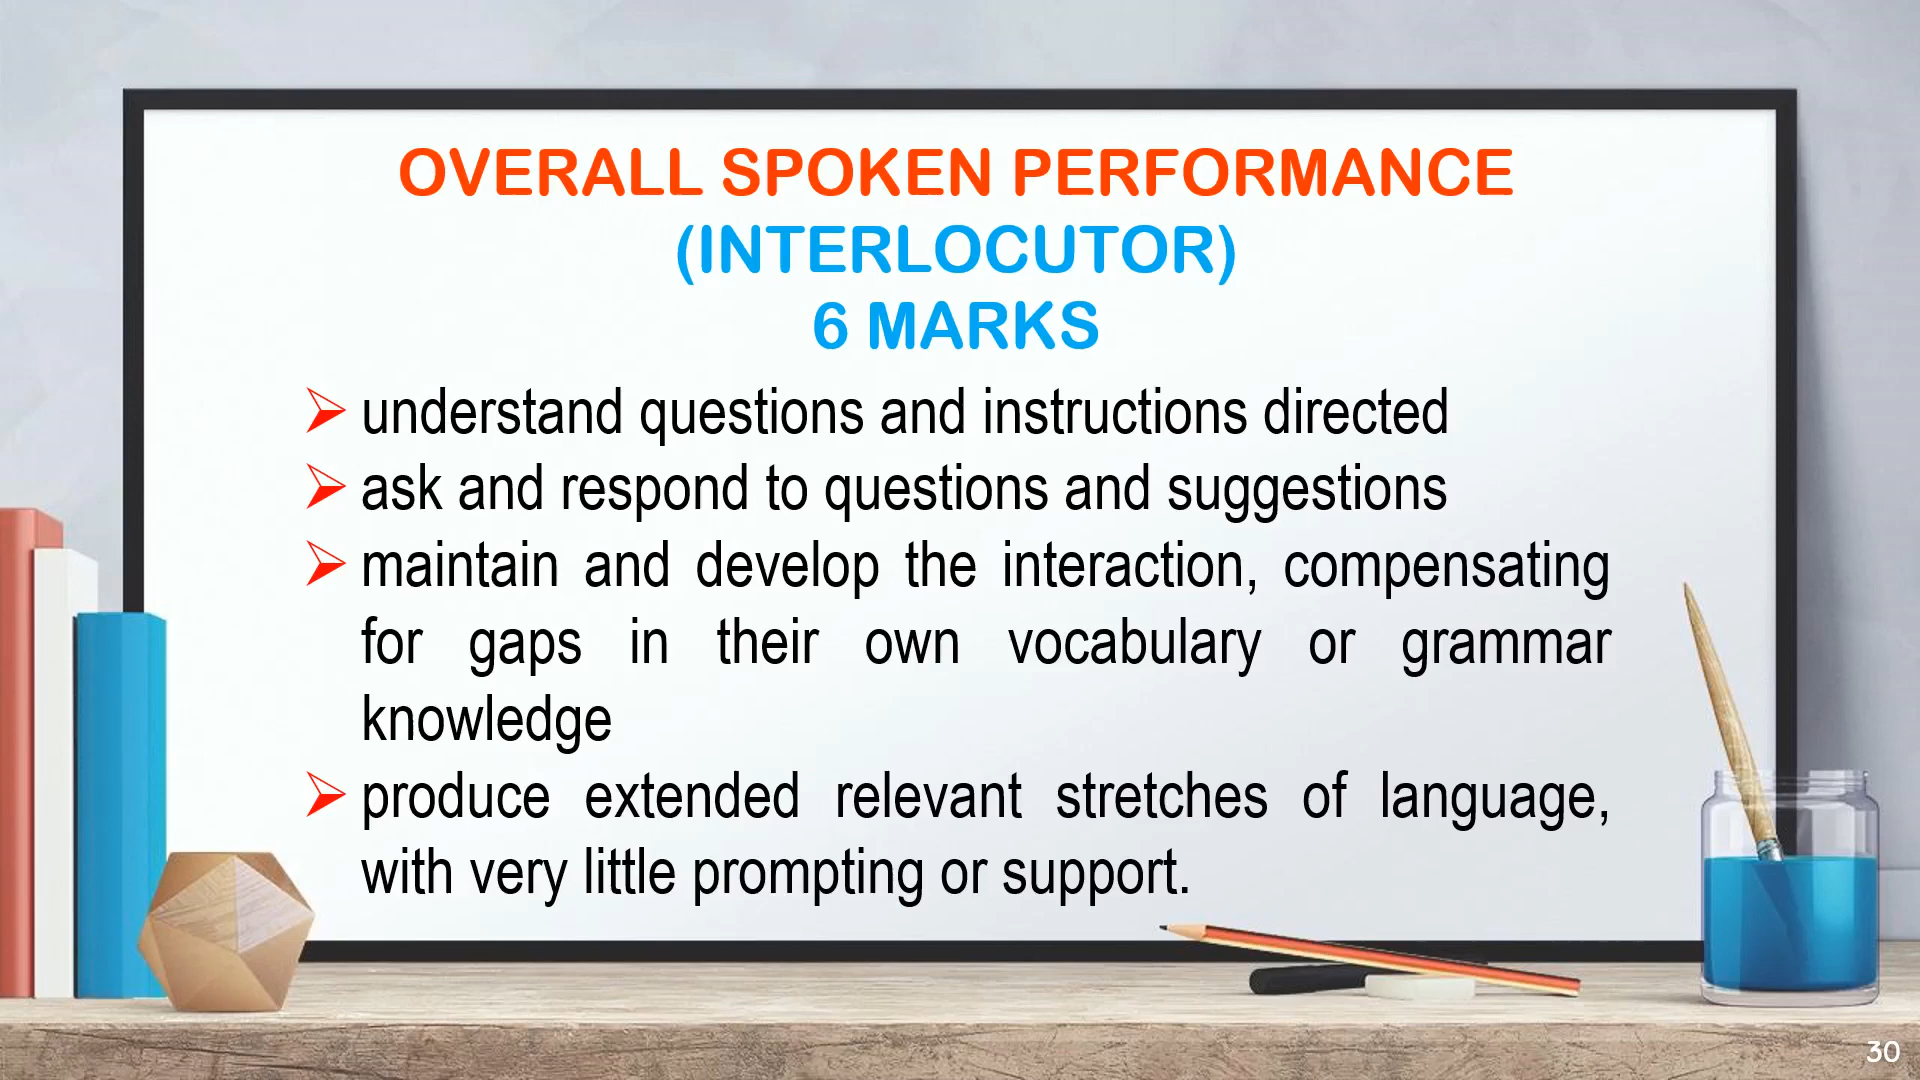 OVERALL SPOKEN PERFORMANCE
(INTERLOCUTOR)
6 MARKS
understand questions and instructions directed
ask and respond to questions and suggestions
maintain and develop the interaction, compensating
for gaps in their own vocabulary or grammar
knowledge
produce extended relevant stretches of language,
with very little prompting or support.
30